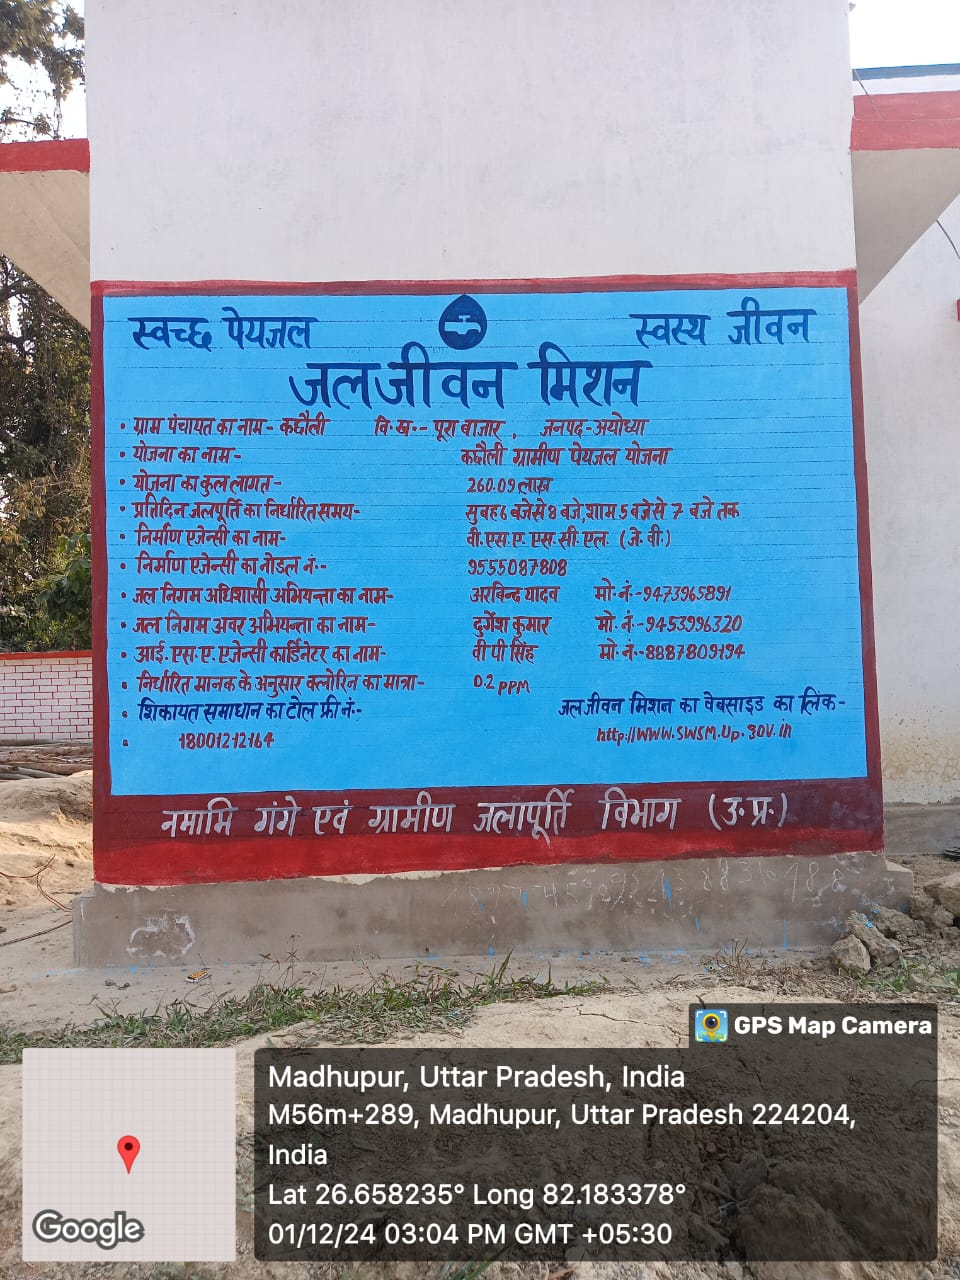 स्वच्छ पेयजल स्वस्थ जीवन
जलजीवन मिशन
• ग्राम पंचायत का नाम- कछौली वि.ख.- पूरा बाजार, जनपद-अयोध्या
• योजना का नाम- कछौली ग्रामीण पेयजल योजना
• योजना का कुल लागत- 260.09 लाख
• प्रतिदिन जलपूर्ति का निर्धारित समय- सुबह 6 बजे से 8 बजे, शाम 5 बजे से 7 बजे तक
• निर्माण एजेन्सी का नाम- वी.एस.ए. एस.सी.एल. (जे.वी)
• निर्माण एजेन्सी का नोडल नं.- 9555087808
• जल निगम अधिशासी अभियन्ता का नाम- अरबिन्द यादव मो.नं.-9473965891
• जल निगम अवर अभियन्ता का नाम- दुर्गेश कुमार मो.नं.-9453996320
• आई.एस.ए. एजेन्सी कार्डिनेटर का नाम- वी पी सिंह मो.नं.-8887809194
• निर्धारित मानक के अनुसार क्लोरिन का मात्रा- 0.2 PPM
• शिकायत समाधान का टोल फ्री नं.- जलजीवन मिशन का वेबसाइड का लिंक-
• 18001212164 http://www.swsm.up.gov.in
नमामि गंगे एवं ग्रामीण जलापूर्ति विभाग (उ.प्र.)
GPS Map Camera
Madhupur, Uttar Pradesh, India
M56m+289, Madhupur, Uttar Pradesh 224204,
India
Lat 26.658235° Long 82.183378°
01/12/24 03:04 PM GMT +05:30
Google